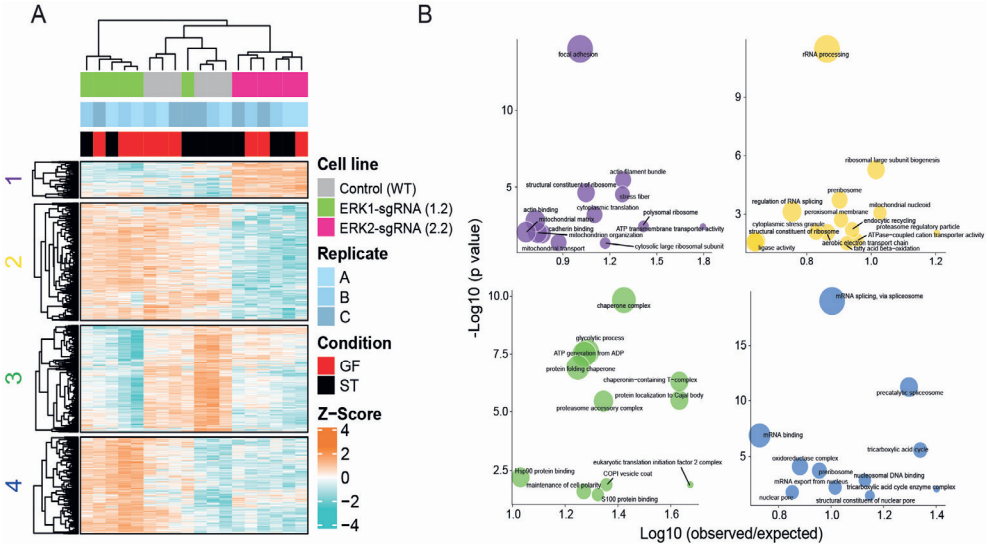 A
1
2
3
4
Cell line
Control (WT)
ERK1-sgRNA (1.2)
ERK2-sgRNA (2.2)
Replicate
A
B
C
Condition
GF
ST
Z-Score
4
2
0
−2
−4
B
-Log10 (p value)
10
5
0.9
1.2
1.5
1.8
focal adhesion
actin filament bundle
structural constituent of ribosome
stress fiber
cytoplasmic translation
actin binding
polysomal ribosome
mitochondrial matrix
ATP transmembrane transporter activity
cadherin binding
mitochondrion organization
mitochondrial transport
cytosolic large ribosomal subunit
9
6
3
0.8
1.0
1.2
rRNA processing
ribosomal large subunit biogenesis
preribosome
regulation of RNA splicing
mitochondrial nucleoid
peroxisomal membrane
endocytic recycling
cytoplasmic stress granule
proteasome regulatory particle
structural constituent of ribosome
ATPase-coupled cation transporter activity
aerobic electron transport chain
ligase activity
fatty acid beta-oxidation
10.0
7.5
5.0
2.5
1.0
1.2
1.4
1.6
chaperone complex
glycolytic process
ATP generation from ADP
protein folding chaperone
chaperonin-containing T-complex
protein localization to Cajal body
proteasome accessory complex
eukaryotic translation initiation factor 2 complex
Hsp90 protein binding
COPI vesicle coat
maintenance of cell polarity
S100 protein binding
15
10
5
0.8
1.0
1.2
1.4
mRNA splicing, via spliceosome
precatalytic spliceosome
mRNA binding
tricarboxylic acid cycle
oxidoreductase complex
preribosome
nucleosomal DNA binding
mRNA export from nucleus
tricarboxylic acid cycle enzyme complex
nuclear pore
structural constituent of nuclear pore
Log10 (observed/expected)